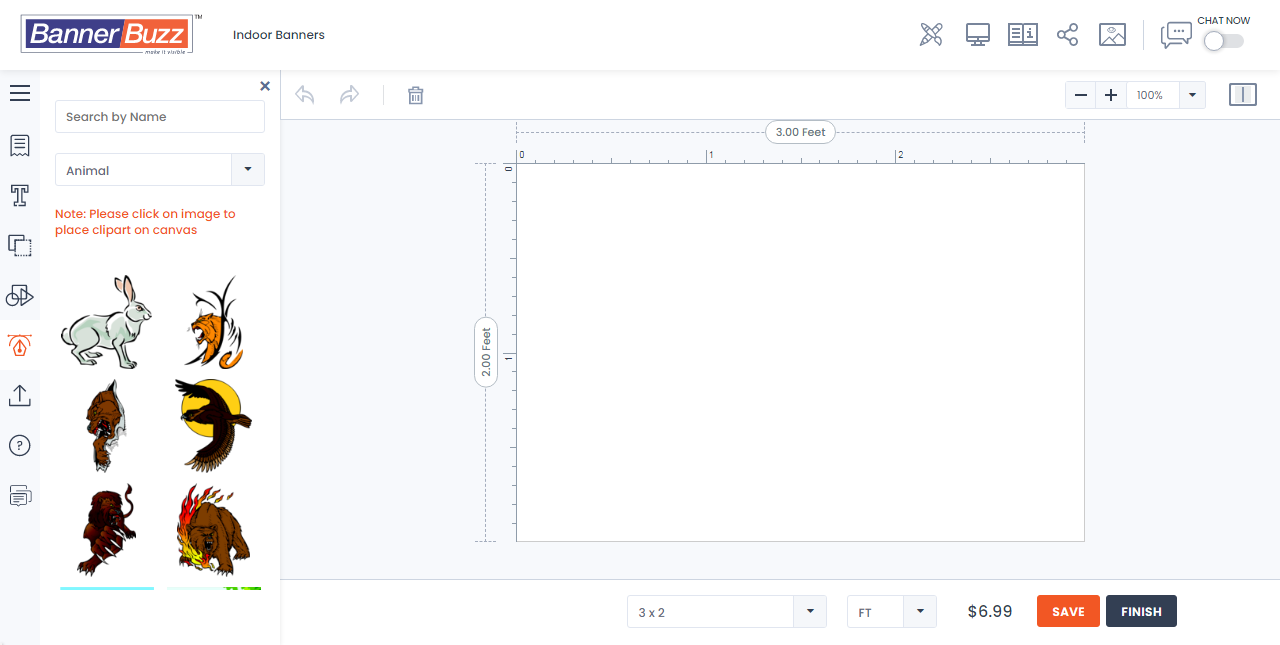 BannerBuzz™
make it visible
Indoor Banners
CHAT NOW
Search by Name
100%
3.00 Feet
Animal
0
1
2
0
Note: Please click on image to
place clipart on canvas
2.00 Feet
1
3 x 2
FT
$6.99
SAVE
FINISH